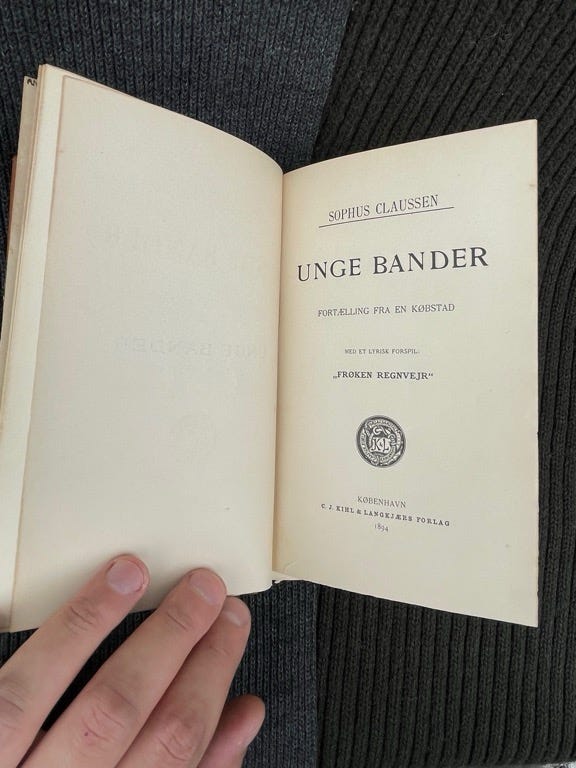 SOPHUS CLAUSSEN
UNGE BANDER
FORTÆLLING FRA EN KØBSTAD
MED ET LYRISK FORSPIL:
„FRØKEN REGNVEJR“
KØBENHAVN
C. J. KIHL & LANGKJÆRS FORLAG
1894